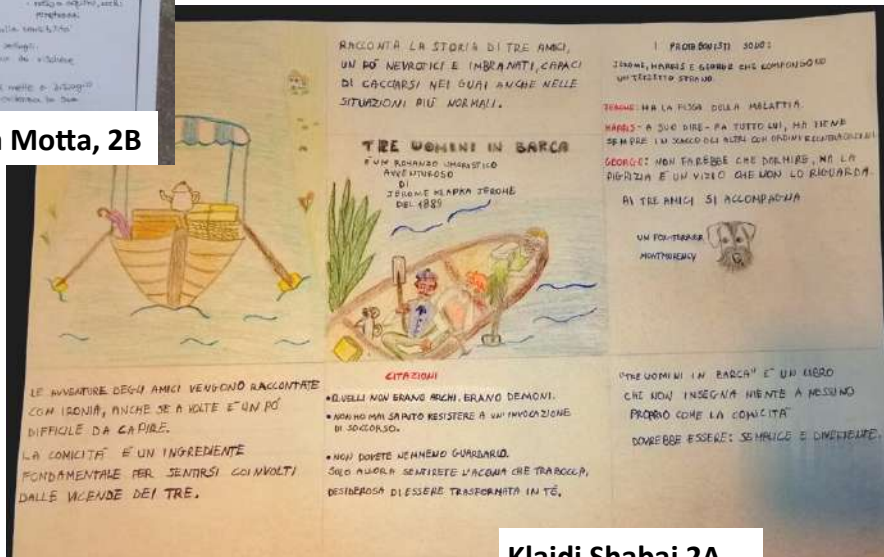 sulla
n Motta, 2B
RACCONTA LA STORIA DI TRE AMICI,
UN PO' NEVROTICI E IMBRANATI, CAPACI
DI CACCIARSI NEI GUAI ANCHE NELLE
SITUAZIONI PIÙ NORMALI.
TRE UOMINI IN BARCA
È UN ROMANZO UMORISTICO
AVVENTUROSO
DI
JEROME KLAPKA JEROME
DEL 1889
I PROTAGONISTI SONO:
JEROME, HARRIS E GEORGE CHE COMPONGONO
UN TERZETTO STRANO.
JEROME: HA LA FISSA DELLA MALATTIA.
HARRIS - A SUO DIRE - FA TUTTO LUI, MA TIENE
SEMPRE IN SCACCO GLI ALTRI CON ORDINI E CONTRORDINI.
GEORGE: NON FAREBBE CHE DORMIRE, MA LA
PIGRIZIA È UN VIZIO CHE NON LO RIGUARDA.
AI TRE AMICI SI ACCOMPAGNA
UN FOX-TERRIER
MONTMORENCY
LE AVVENTURE DEGLI AMICI VENGONO RACCONTATE
CON IRONIA, ANCHE SE A VOLTE È UN PO'
DIFFICILE DA CAPIRE.
LA COMICITÀ È UN INGREDIENTE
FONDAMENTALE PER SENTIRSI COINVOLTI
DALLE VICENDE DEI TRE.
CITAZIONI
• QUELLI NON ERANO ARCHI. ERANO DEMONI.
• NON HO MAI SAPUTO RESISTERE A UN'INVOCAZIONE
DI SOCCORSO.
• NON DOVETE NEMMENO GUARDARLO.
SOLO ALLORA SENTIRETE L'ACQUA CHE TRABOCCA,
DESIDEROSA DI ESSERE TRASFORMATA IN TÈ.
"TRE UOMINI IN BARCA" È UN LIBRO
CHE NON INSEGNA NIENTE A NESSUNO
PROPRIO COME LA COMICITÀ
DOVREBBE ESSERE: SEMPLICE E DIVERTENTE.
Klajdi Shabaj 2A